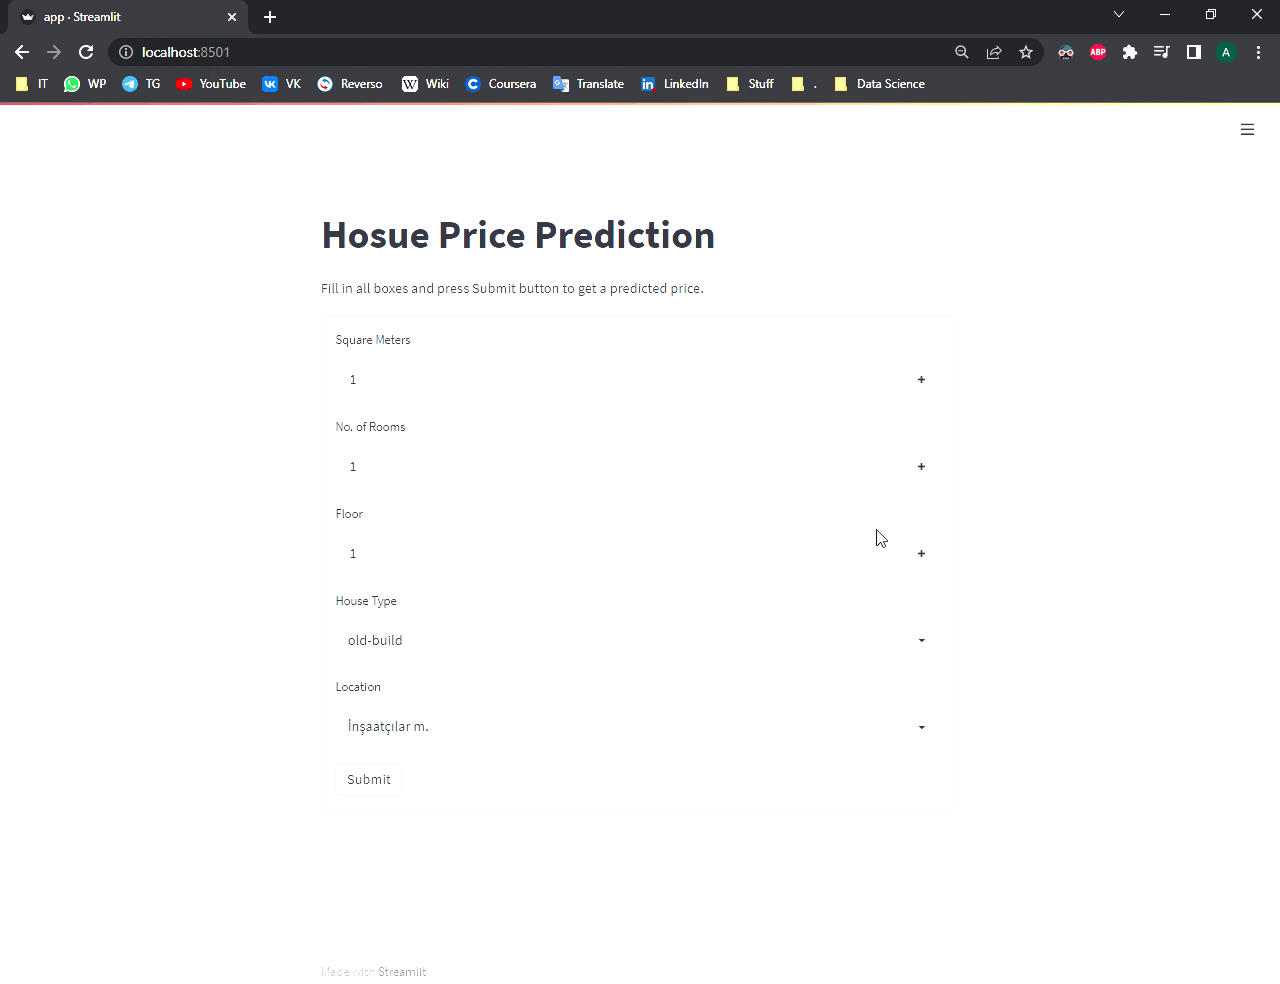 app · Streamlit
localhost:8501
ABP
A
IT WP TG YouTube VK Reverso Wiki Coursera Translate LinkedIn Stuff . Data Science
Hosue Price Prediction
Fill in all boxes and press Submit button to get a predicted price.
Square Meters
1 +
No. of Rooms
1 +
Floor
1 +
House Type
old-build
Location
İnşaatçılar m.
Submit
Made with Streamlit